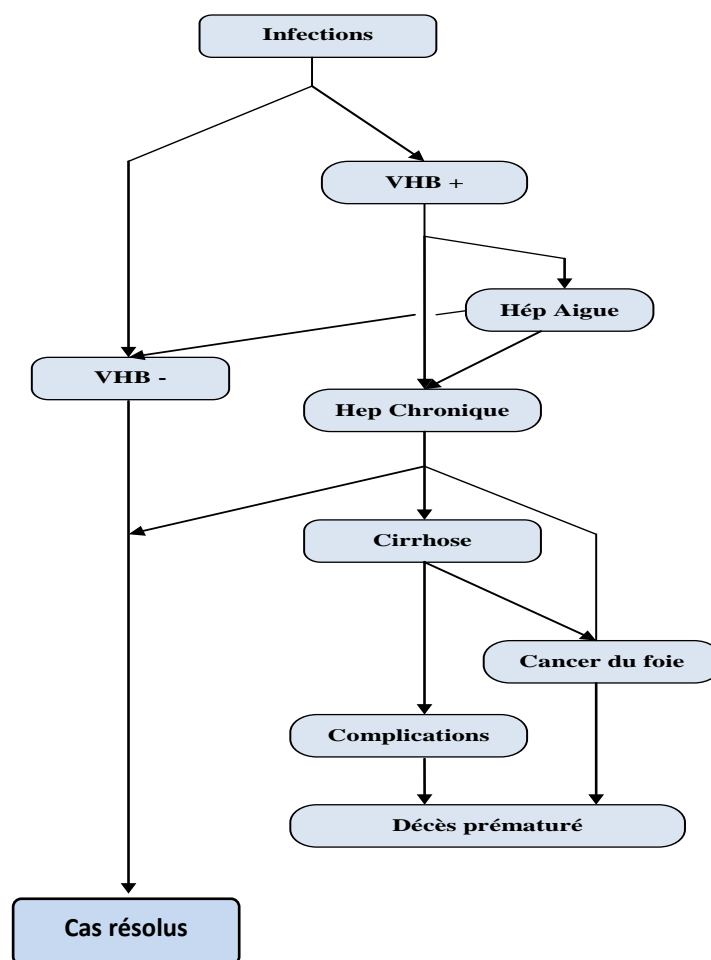 Infections
VHB +
Hép Aigue
VHB -
Hep Chronique
Cirrhose
Cancer du foie
Complications
Décès prématuré
Cas résolus